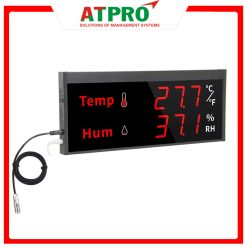 ATPRO
SOLUTIONS OF MANAGEMENT SYSTEMS
Temp 27.7 °C/°F
Hum 37.1 % RH